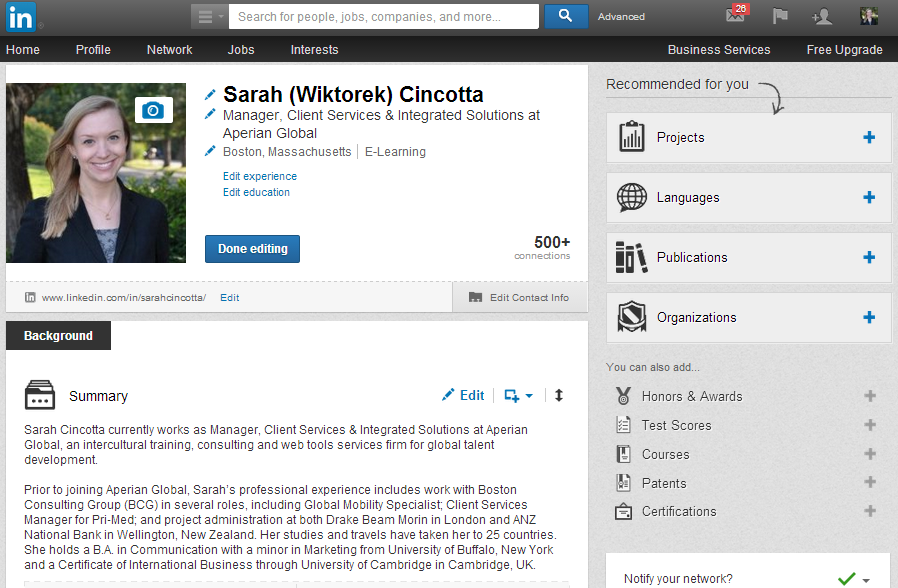 in
Search for people, jobs, companies, and more...
Advanced
26
Home Profile Network Jobs Interests Business Services Free Upgrade
Sarah (Wiktorek) Cincotta
Manager, Client Services & Integrated Solutions at
Aperian Global
Boston, Massachusetts E-Learning
Edit experience
Edit education
Done editing
500+
connections
in www.linkedin.com/in/sarahcincotta/ Edit
Edit Contact Info
Background
Summary
Edit
Sarah Cincotta currently works as Manager, Client Services & Integrated Solutions at Aperian
Global, an intercultural training, consulting and web tools services firm for global talent
development.
Prior to joining Aperian Global, Sarah's professional experience includes work with Boston
Consulting Group (BCG) in several roles, including Global Mobility Specialist; Client Services
Manager for Pri-Med; and project administration at both Drake Beam Morin in London and ANZ
National Bank in Wellington, New Zealand. Her studies and travels have taken her to 25 countries.
She holds a B.A. in Communication with a minor in Marketing from University of Buffalo, New York
and a Certificate of International Business through University of Cambridge in Cambridge, UK.
Recommended for you
Projects
Languages
Publications
Organizations
You can also add...
Honors & Awards
Test Scores
Courses
Patents
Certifications
Notify your network?